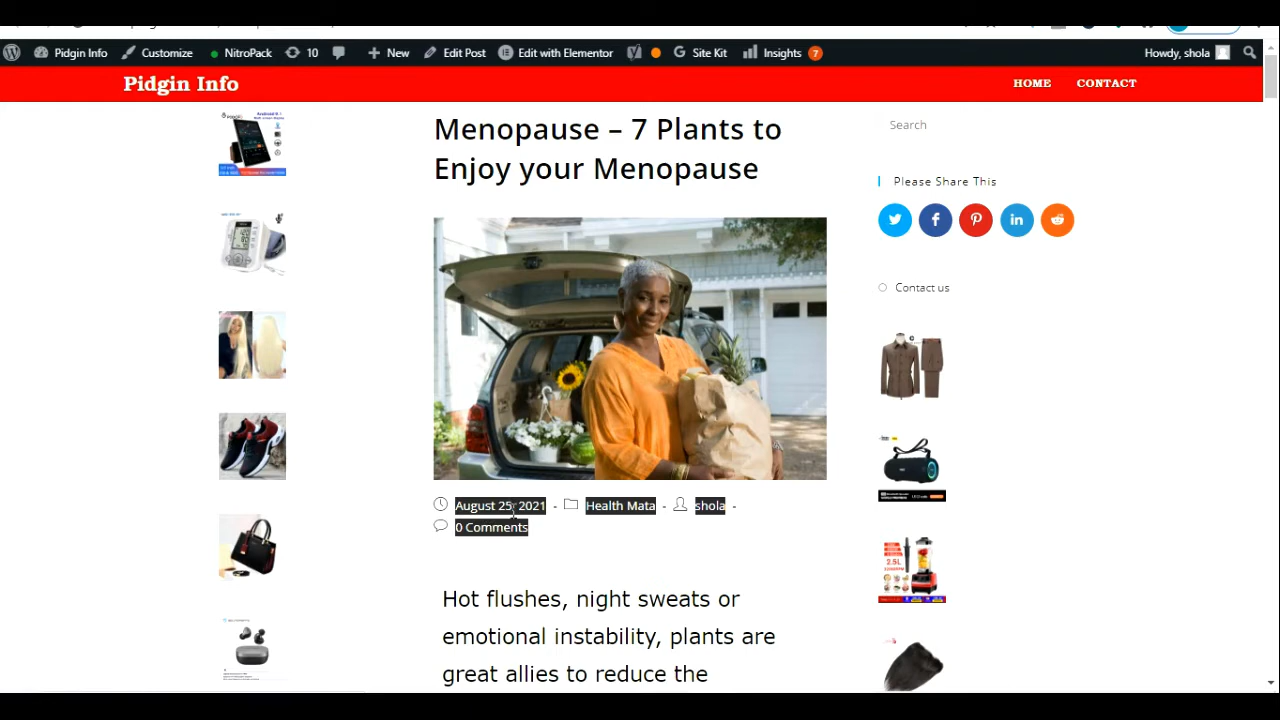 Pidgin Info Customize NitroPack 10 New Edit Post Edit with Elementor Site Kit Insights 7 Howdy, shola
Pidgin Info HOME CONTACT
Menopause – 7 Plants to
Enjoy your Menopause
Search
Please Share This
Contact us
August 25, 2021 - Health Mata - shola -
0 Comments
2.5L
Hot flushes, night sweats or
emotional instability, plants are
great allies to reduce the